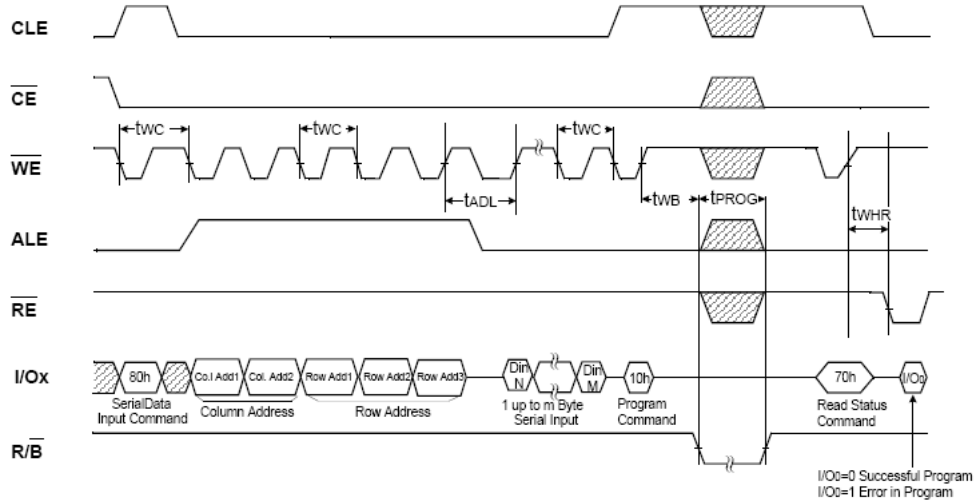 CLE
CE
tWC tWC tWC
WE
tADL tWB tPROG tWHR
ALE
RE
I/Ox 80h Co.l Add1 Col. Add2 Row Add1 Row Add2 Row Add3 Din N Din M 10h 70h I/O0
SerialData Input Command
Column Address
Row Address
1 up to m Byte Serial Input
Program Command
Read Status Command
R/B
I/O0=0 Successful Program
I/O0=1 Error in Program